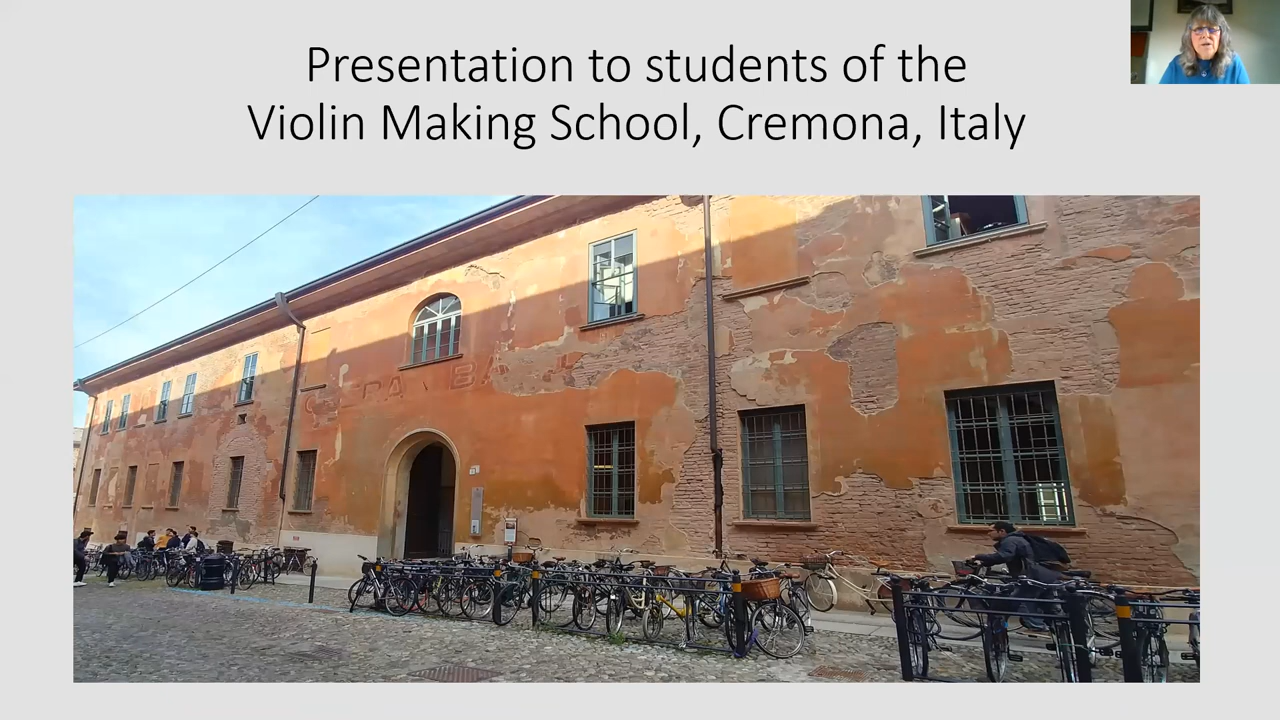 Presentation to students of the
Violin Making School, Cremona, Italy